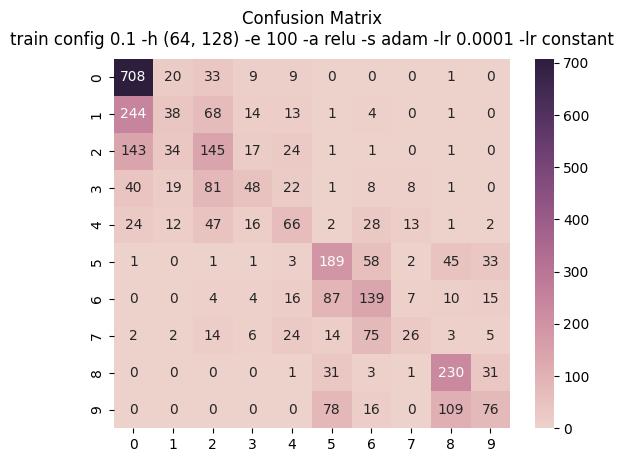 Confusion Matrix
train config 0.1 -h (64, 128) -e 100 -a relu -s adam -lr 0.0001 -lr constant
0 708 20 33 9 9 0 0 0 1 0
1 244 38 68 14 13 1 4 0 1 0
2 143 34 145 17 24 1 1 0 1 0
3 40 19 81 48 22 1 8 8 1 0
4 24 12 47 16 66 2 28 13 1 2
5 1 0 1 1 3 189 58 2 45 33
6 0 0 4 4 16 87 139 7 10 15
7 2 2 14 6 24 14 75 26 3 5
8 0 0 0 0 1 31 3 1 230 31
9 0 0 0 0 0 78 16 0 109 76
0 1 2 3 4 5 6 7 8 9
700
600
500
400
300
200
100
0